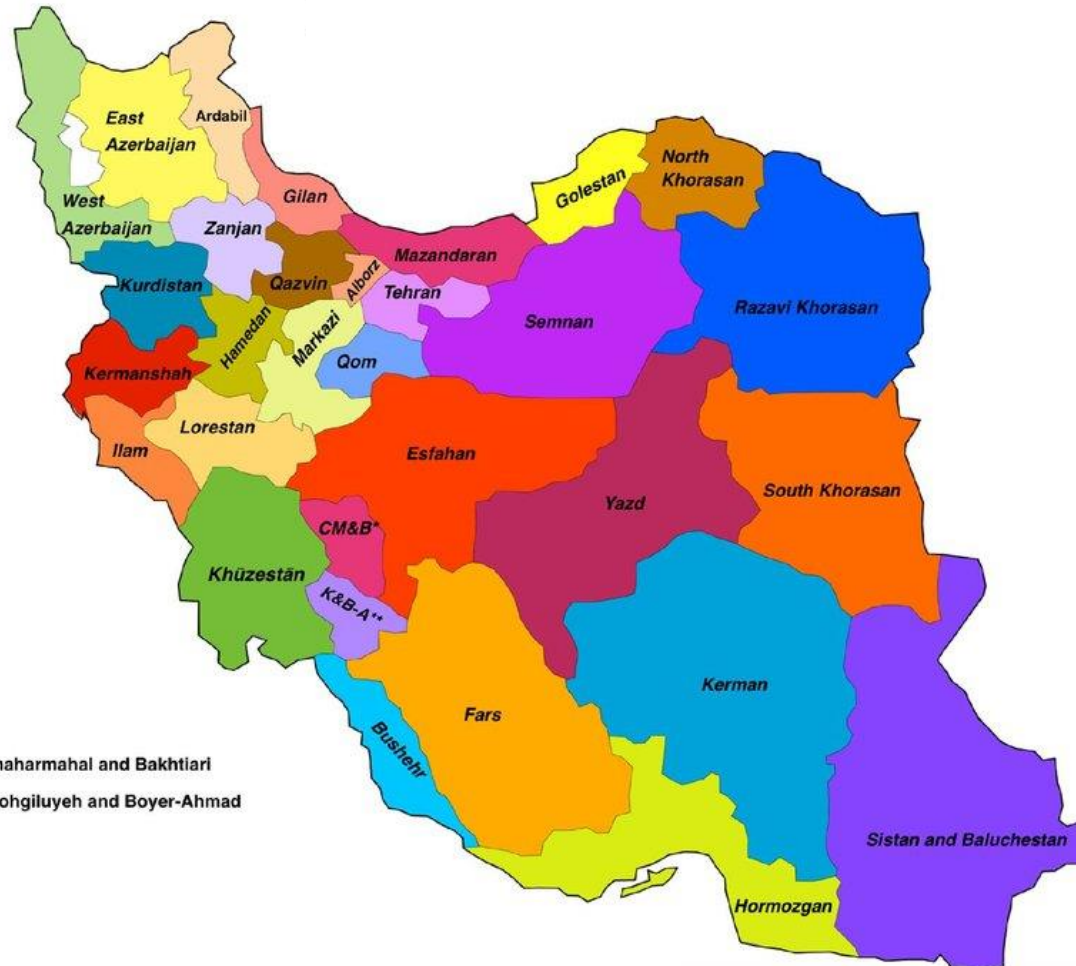 East
Azerbaijan
Ardabil
West
Azerbaijan
Zanjan
Gilan
Golestan
North
Khorasan
Kurdistan
Qazvin
Alborz
Mazandaran
Tehran
Semnan
Razavi Khorasan
Kermanshah
Hamedan
Markazi
Qom
Ilam
Lorestan
Esfahan
Yazd
South Khorasan
Khūzestān
CM&B*
K&B-A**
Bushehr
Fars
Kerman
Sistan and Baluchestan
Hormozgan
haharmahal and Bakhtiari
ohgiluyeh and Boyer-Ahmad